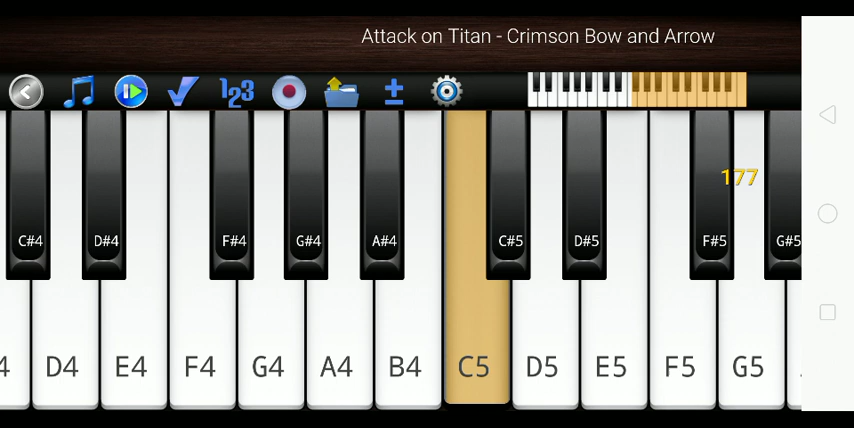 Attack on Titan - Crimson Bow and Arrow
123
177
C#4 D#4 F#4 G#4 A#4 C#5 D#5 F#5 G#5
4 D4 E4 F4 G4 A4 B4 C5 D5 E5 F5 G5